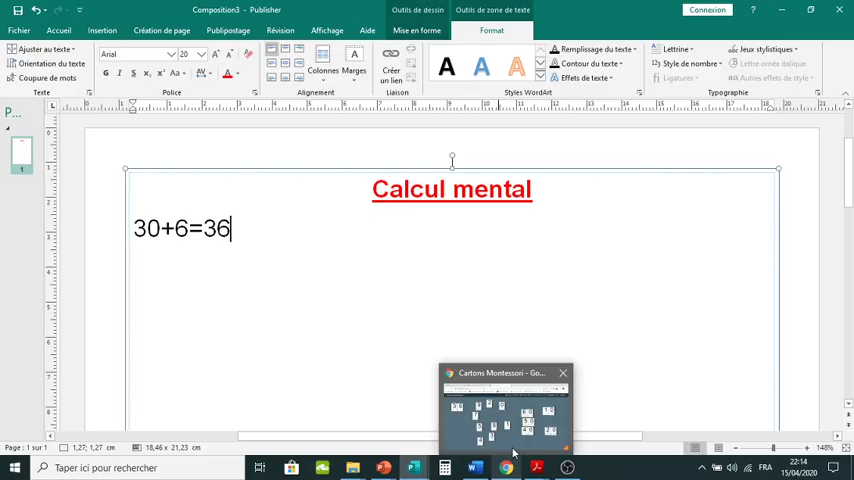 Composition3 - Publisher
Outils de dessin
Outils de zone de texte
Connexion
Fichier
Accueil
Insertion
Création de page
Publipostage
Révision
Affichage
Aide
Mise en forme
Format
Ajuster au texte
Orientation du texte
Coupure de mots
Texte
Arial
20
G I S x₂ Aa
Police
Alignement
Colonnes
Marges
Créer un lien
Liaison
A A A
Remplissage du texte
Contour du texte
Effets de texte
Styles WordArt
Lettrine
Style de nombre
Ligatures
Jeux stylistiques
Autres effets de style
Typographie
P...
1
Calcul mental
30+6=36
Cartons Montessori - Go...
Page : 1 sur 1
1,27; 1,27 cm
18,46 x 21,23 cm
148%
Taper ici pour rechercher
FRA
22:14
15/04/2020